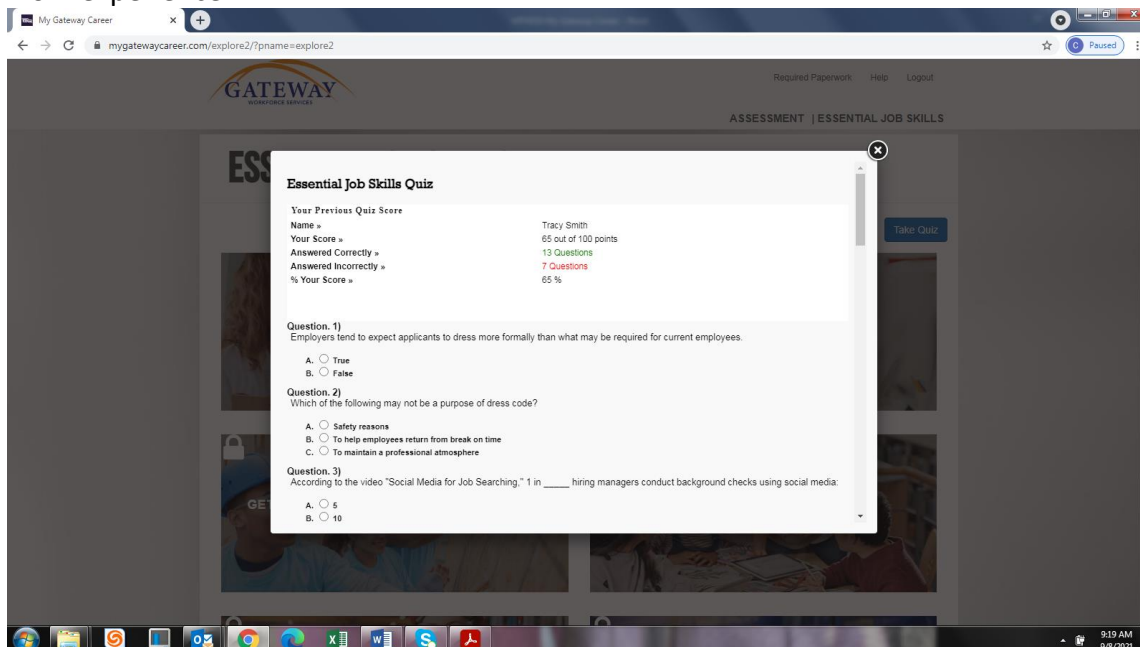 My Gateway Career
mygatewaycareer.com/explore2/?pname=explore2
C Paused
GATEWAY
WORKFORCE SERVICES
Required Paperwork Help Logout
ASSESSMENT | ESSENTIAL JOB SKILLS
ESS
Take Quiz
Essential Job Skills Quiz
Your Previous Quiz Score
Name » Tracy Smith
Your Score » 65 out of 100 points
Answered Correctly » 13 Questions
Answered Incorrectly » 7 Questions
% Your Score » 65 %
Question. 1)
Employers tend to expect applicants to dress more formally than what may be required for current employees.
A. True
B. False
Question. 2)
Which of the following may not be a purpose of dress code?
A. Safety reasons
B. To help employees return from break on time
C. To maintain a professional atmosphere
Question. 3)
According to the video "Social Media for Job Searching," 1 in _____ hiring managers conduct background checks using social media:
A. 5
B. 10
GET
9:19 AM
9/8/2021